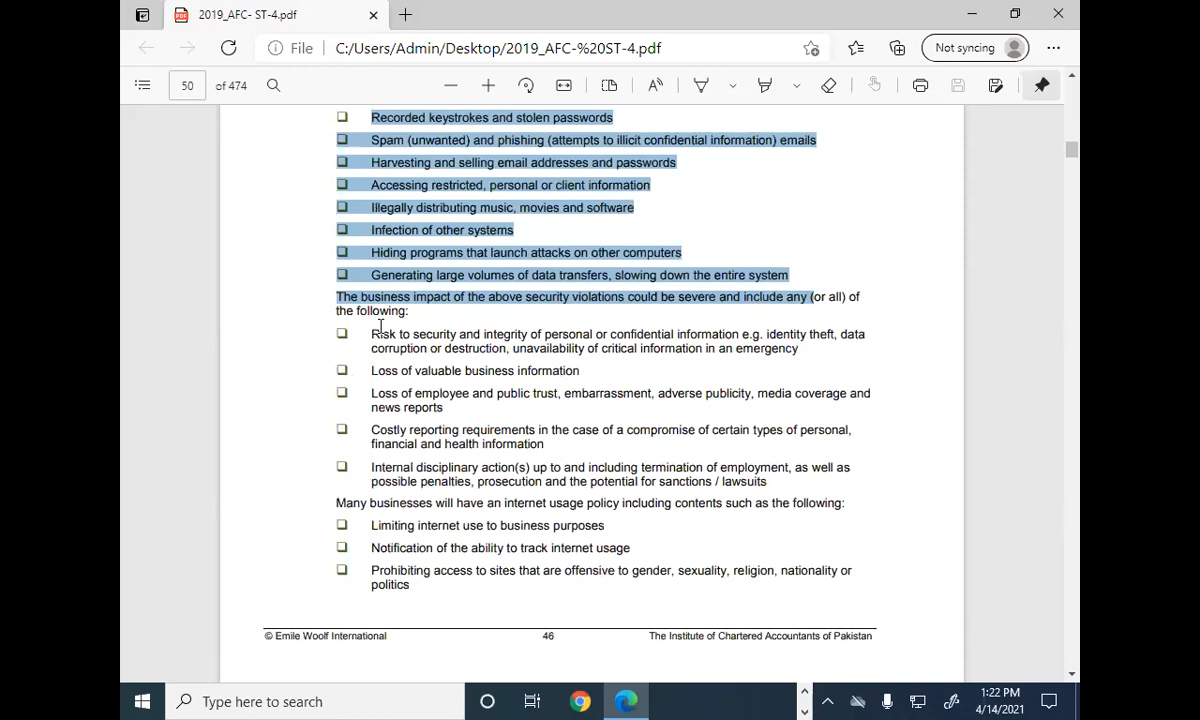 2019_AFC- ST-4.pdf
File
C:/Users/Admin/Desktop/2019_AFC-%20ST-4.pdf
Not syncing
50 of 474
Recorded keystrokes and stolen passwords
Spam (unwanted) and phishing (attempts to illicit confidential information) emails
Harvesting and selling email addresses and passwords
Accessing restricted, personal or client information
Illegally distributing music, movies and software
Infection of other systems
Hiding programs that launch attacks on other computers
Generating large volumes of data transfers, slowing down the entire system
The business impact of the above security violations could be severe and include any (or all) of
the following:
Risk to security and integrity of personal or confidential information e.g. identity theft, data
corruption or destruction, unavailability of critical information in an emergency
Loss of valuable business information
Loss of employee and public trust, embarrassment, adverse publicity, media coverage and
news reports
Costly reporting requirements in the case of a compromise of certain types of personal,
financial and health information
Internal disciplinary action(s) up to and including termination of employment, as well as
possible penalties, prosecution and the potential for sanctions / lawsuits
Many businesses will have an internet usage policy including contents such as the following:
Limiting internet use to business purposes
Notification of the ability to track internet usage
Prohibiting access to sites that are offensive to gender, sexuality, religion, nationality or
politics
© Emile Woolf International 46 The Institute of Chartered Accountants of Pakistan
Type here to search
1:22 PM
4/14/2021